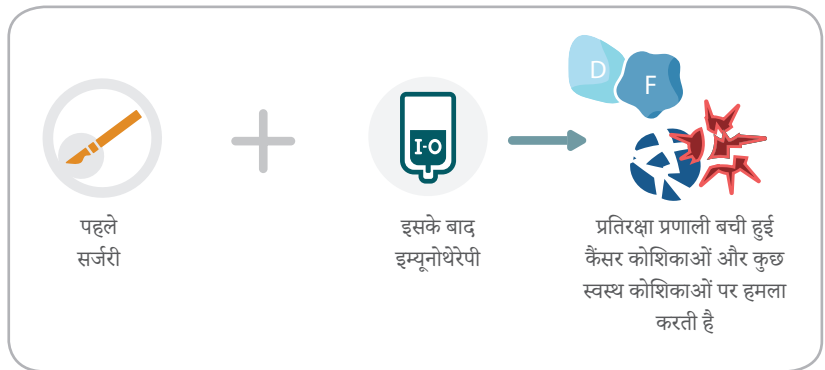 D
F
I-O
पहले
सर्जरी
इसके बाद
इम्यूनोथेरेपी
प्रतिरक्षा प्रणाली बची हुई
कैंसर कोशिकाओं और कुछ
स्वस्थ कोशिकाओं पर हमला
करती है